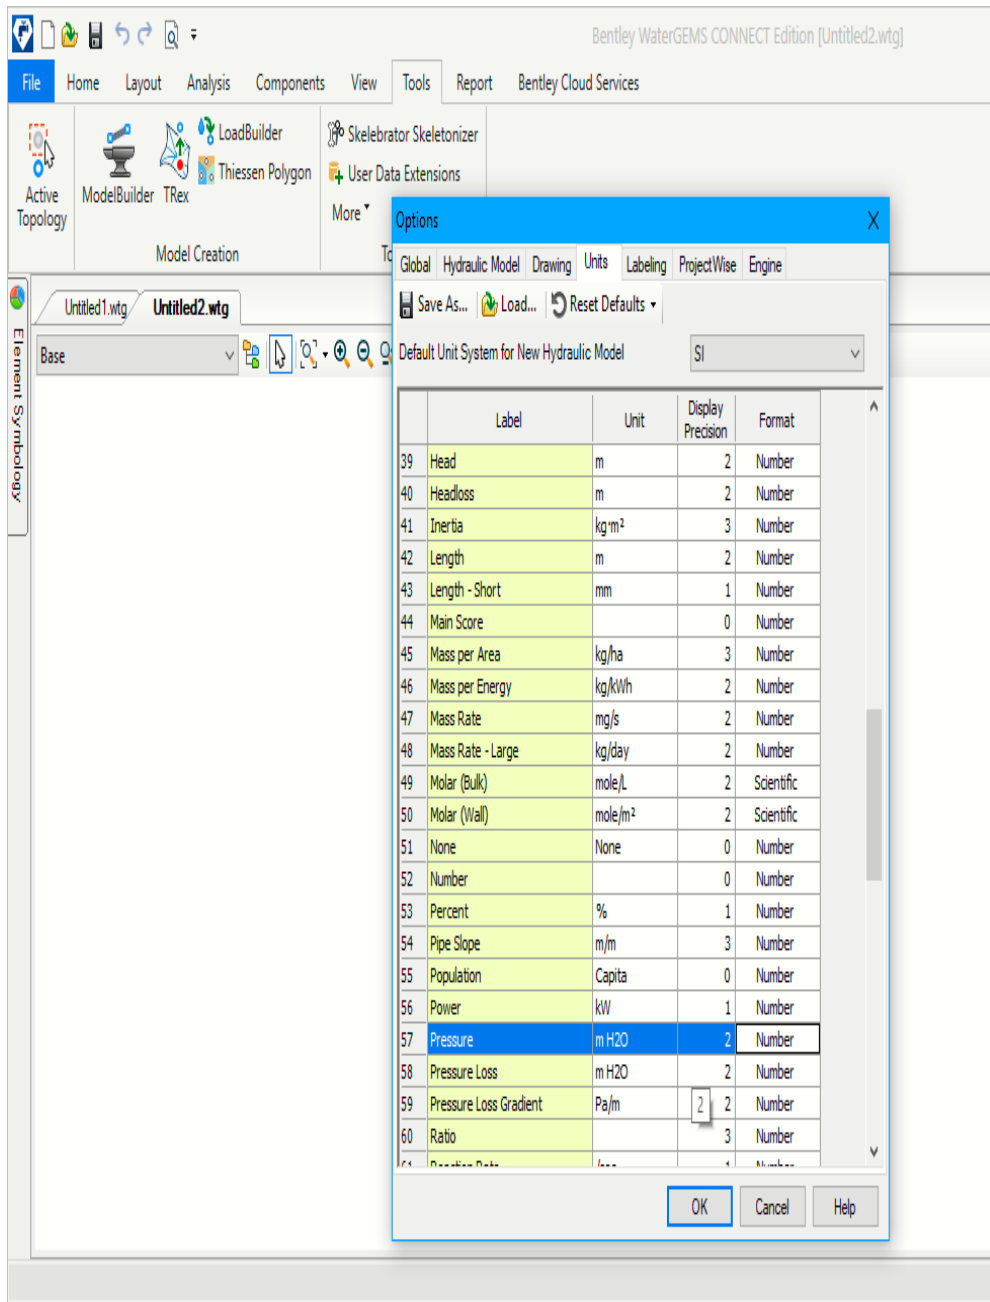 Bentley WaterGEMS CONNECT Edition [Untitled2.wtg]
File Home Layout Analysis Components View Tools Report Bentley Cloud Services
Active Topology
ModelBuilder
TRex
LoadBuilder
Thiessen Polygon
Model Creation
Skelebrator Skeletonizer
User Data Extensions
More
To
Element Symbology
Untitled1.wtg Untitled2.wtg
Base
Options X
Global Hydraulic Model Drawing Units Labeling ProjectWise Engine
Save As... Load... Reset Defaults
Default Unit System for New Hydraulic Model SI
Label Unit Display Precision Format
39 Head m 2 Number
40 Headloss m 2 Number
41 Inertia kg·m² 3 Number
42 Length m 2 Number
43 Length - Short mm 1 Number
44 Main Score 0 Number
45 Mass per Area kg/ha 3 Number
46 Mass per Energy kg/kWh 2 Number
47 Mass Rate mg/s 2 Number
48 Mass Rate - Large kg/day 2 Number
49 Molar (Bulk) mole/L 2 Scientific
50 Molar (Wall) mole/m² 2 Scientific
51 None None 0 Number
52 Number 0 Number
53 Percent % 1 Number
54 Pipe Slope m/m 3 Number
55 Population Capita 0 Number
56 Power kW 1 Number
57 Pressure m H2O 2 Number
58 Pressure Loss m H2O 2 Number
59 Pressure Loss Gradient Pa/m 2 2 Number
60 Ratio 3 Number
OK Cancel Help